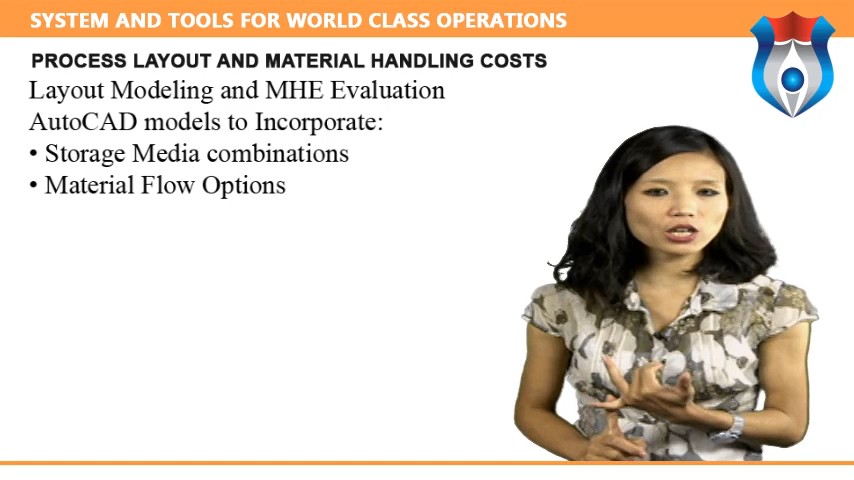 SYSTEM AND TOOLS FOR WORLD CLASS OPERATIONS
PROCESS LAYOUT AND MATERIAL HANDLING COSTS
Layout Modeling and MHE Evaluation
AutoCAD models to Incorporate:
• Storage Media combinations
• Material Flow Options